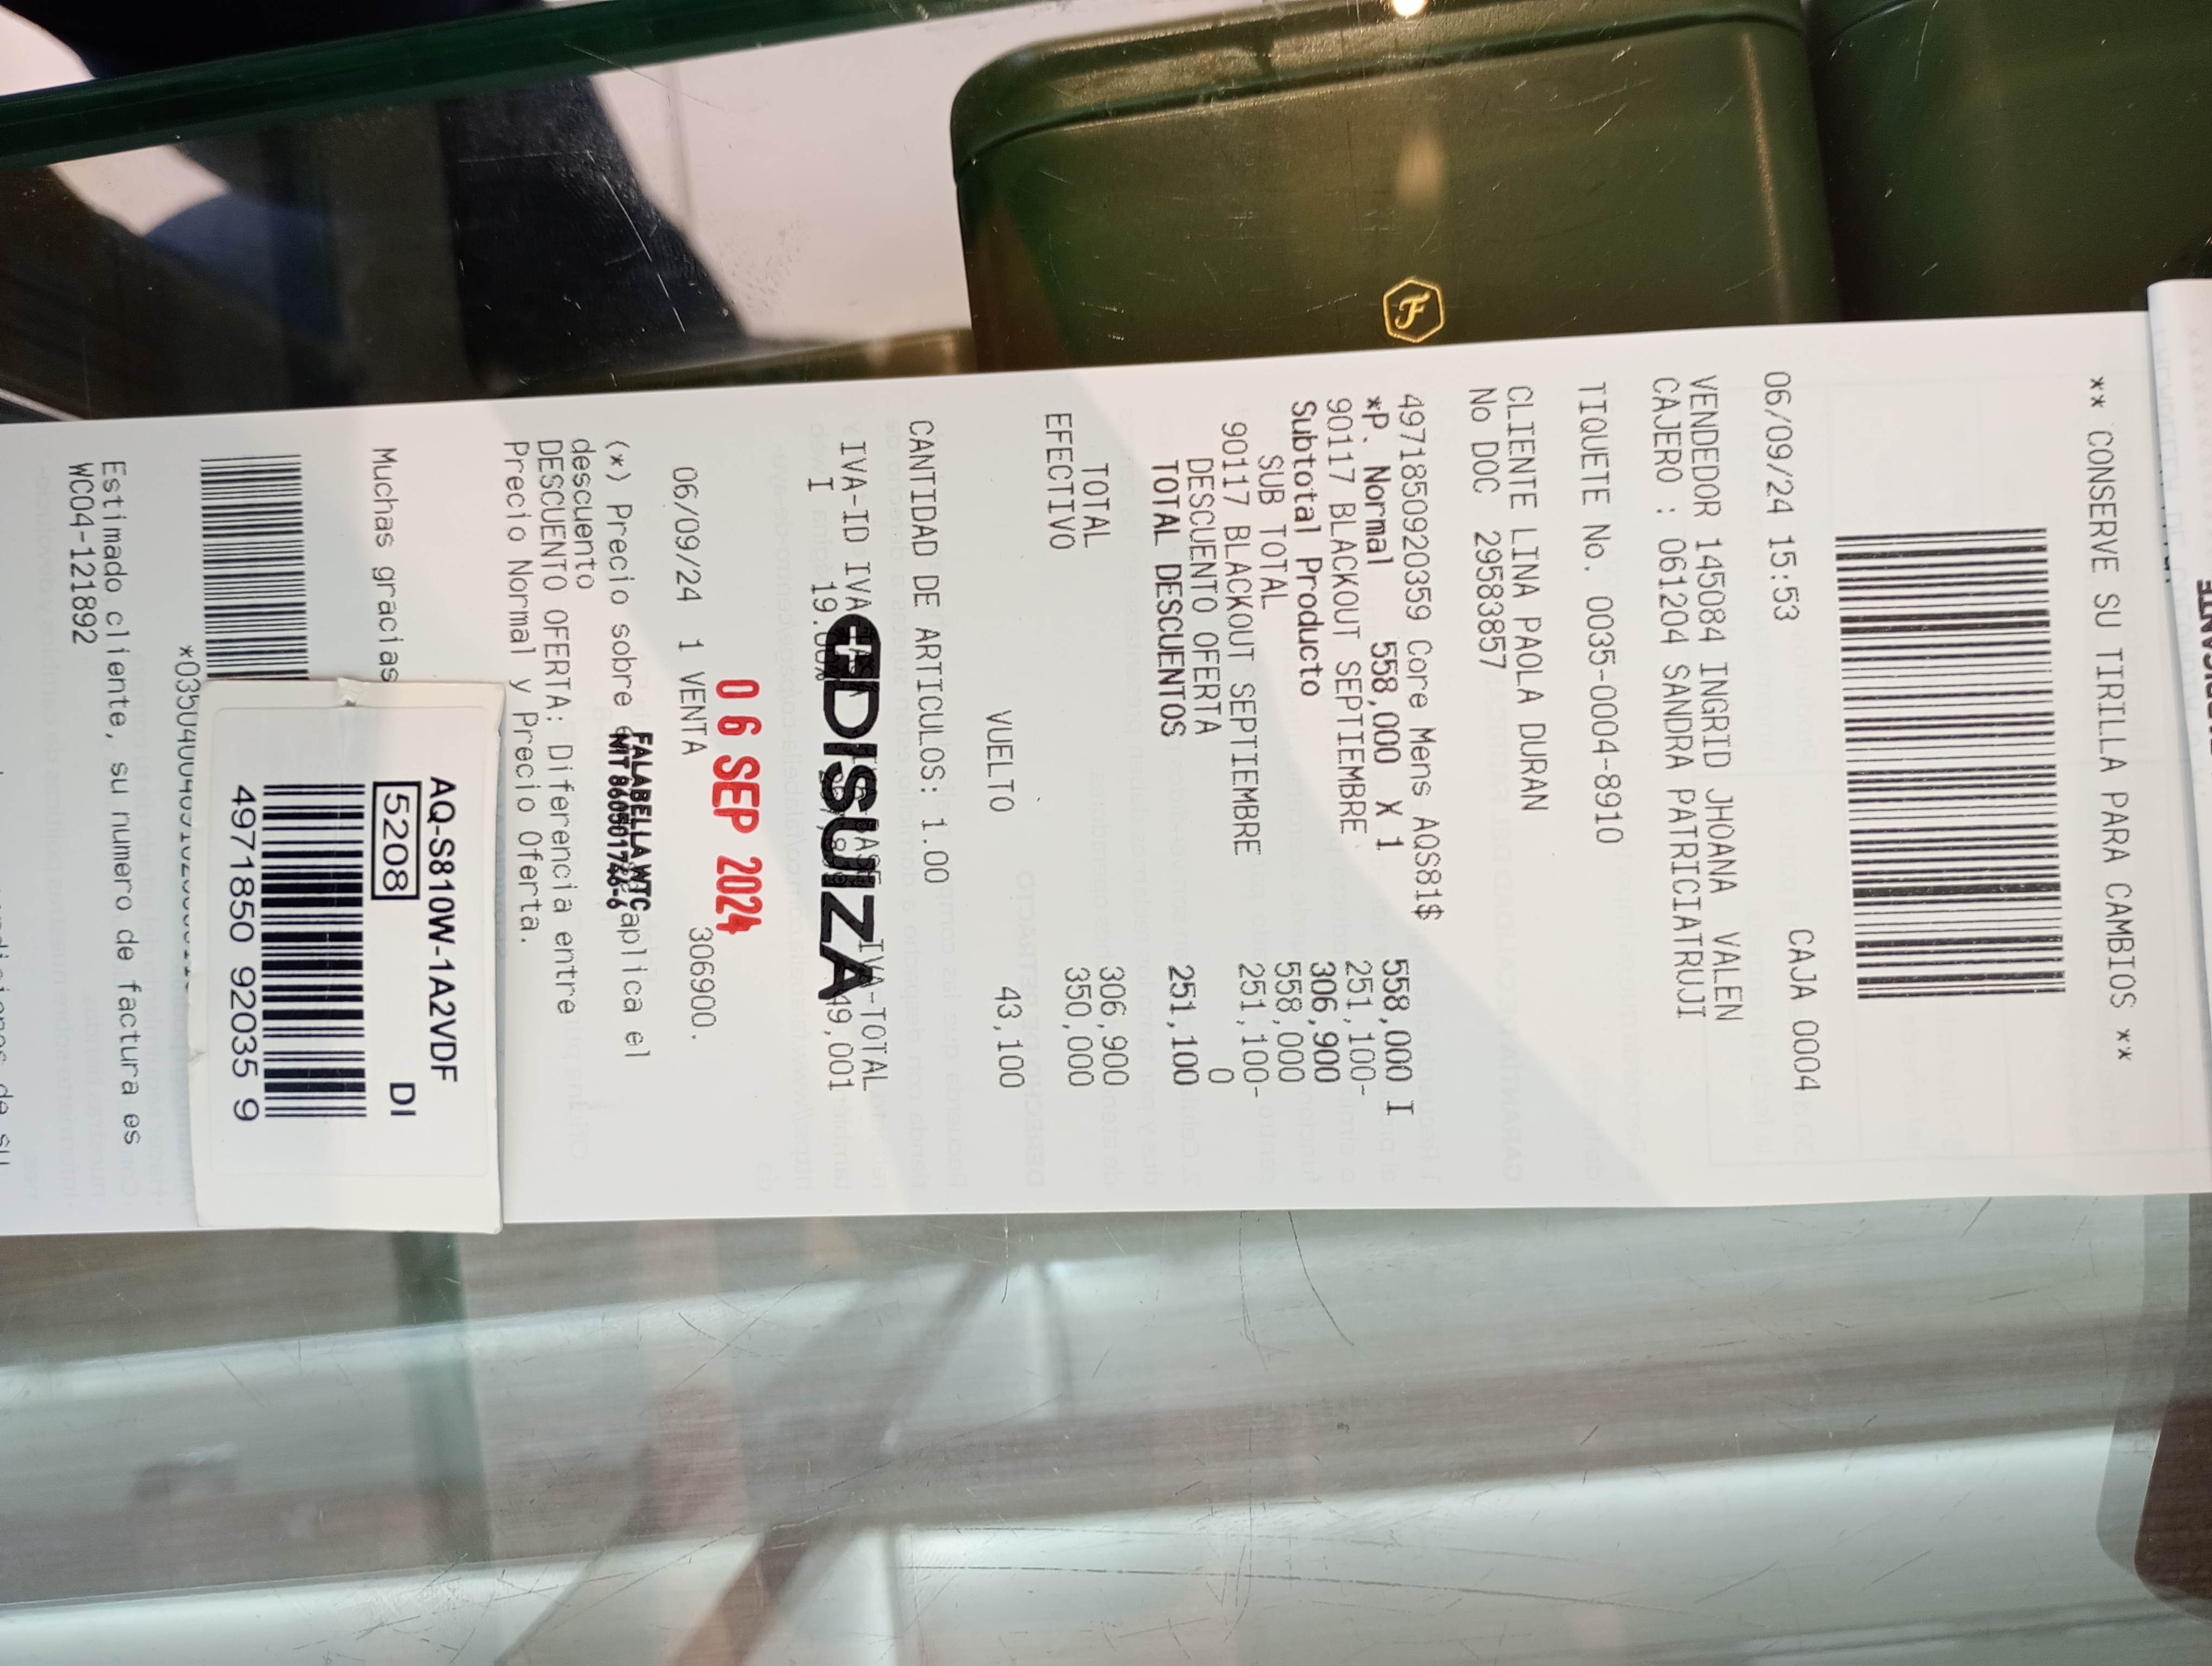 ** CONSERVE SU TIRILLA PARA CAMBIOS **
06/09/24 15:53 CAJA 0004
VENDEDOR 145084 INGRID JHOANA VALEN
CAJERO : 061204 SANDRA PATRICIATRUJI
TIQUETE No. 0035-0004-8910
CLIENTE LINA PAOLA DURAN
No DOC 29583857
4971850920359 Core Mens AQS81$
*P. Normal 558,000 X 1 558,000 I
90117 BLACKOUT SEPTIEMBRE 251,100-
Subtotal Producto 306,900
SUB TOTAL 558,000
90117 BLACKOUT SEPTIEMBRE 251,100-
DESCUENTO OFERTA 0
TOTAL DESCUENTOS 251,100
TOTAL 306,900
EFECTIVO 350,000
VUELTO 43,100
CANTIDAD DE ARTICULOS: 1.00
IVA-ID IVA BASE IVA-TOTAL
I 49,001
DISUIZA
06 SEP 2024
06/09/24 1 VENTA 306900.
FALABELLA WTC
NIT 860501746-6
(*) Precio sobre aplica el
descuento
DESCUENTO OFERTA: Diferencia entre
Precio Normal y Precio Oferta.
Muchas gracias
AQ-S810W-1A2VDF
5208 DI
4971850 92035 9
Estimado cliente, su numero de factura es
WC04-121892